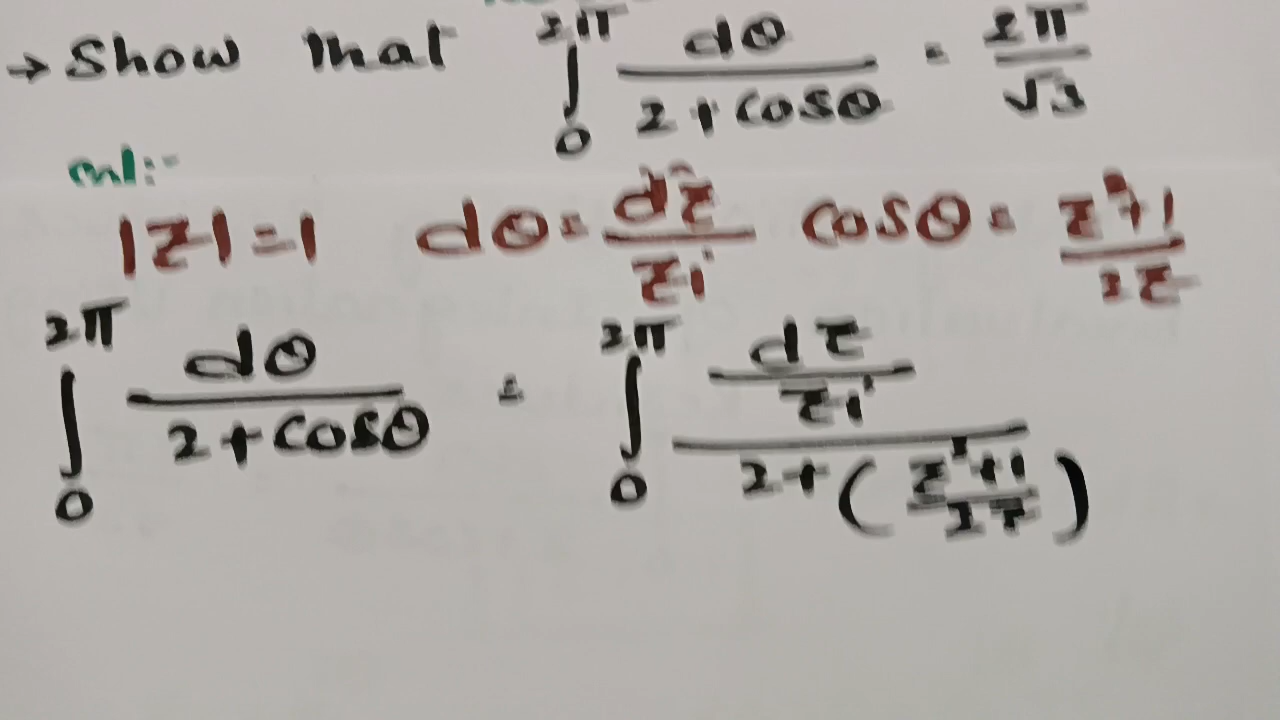 → Show that ∫₀^{2π} dθ / (2 + cosθ) = 2π / √3
sol:-
|z| = 1 dθ = dz / zi cosθ = (z² + 1) / 2z
∫₀^{2π} dθ / (2 + cosθ) = ∫₀^{2π} (dz / zi) / (2 + ((z² + 1) / 2z))